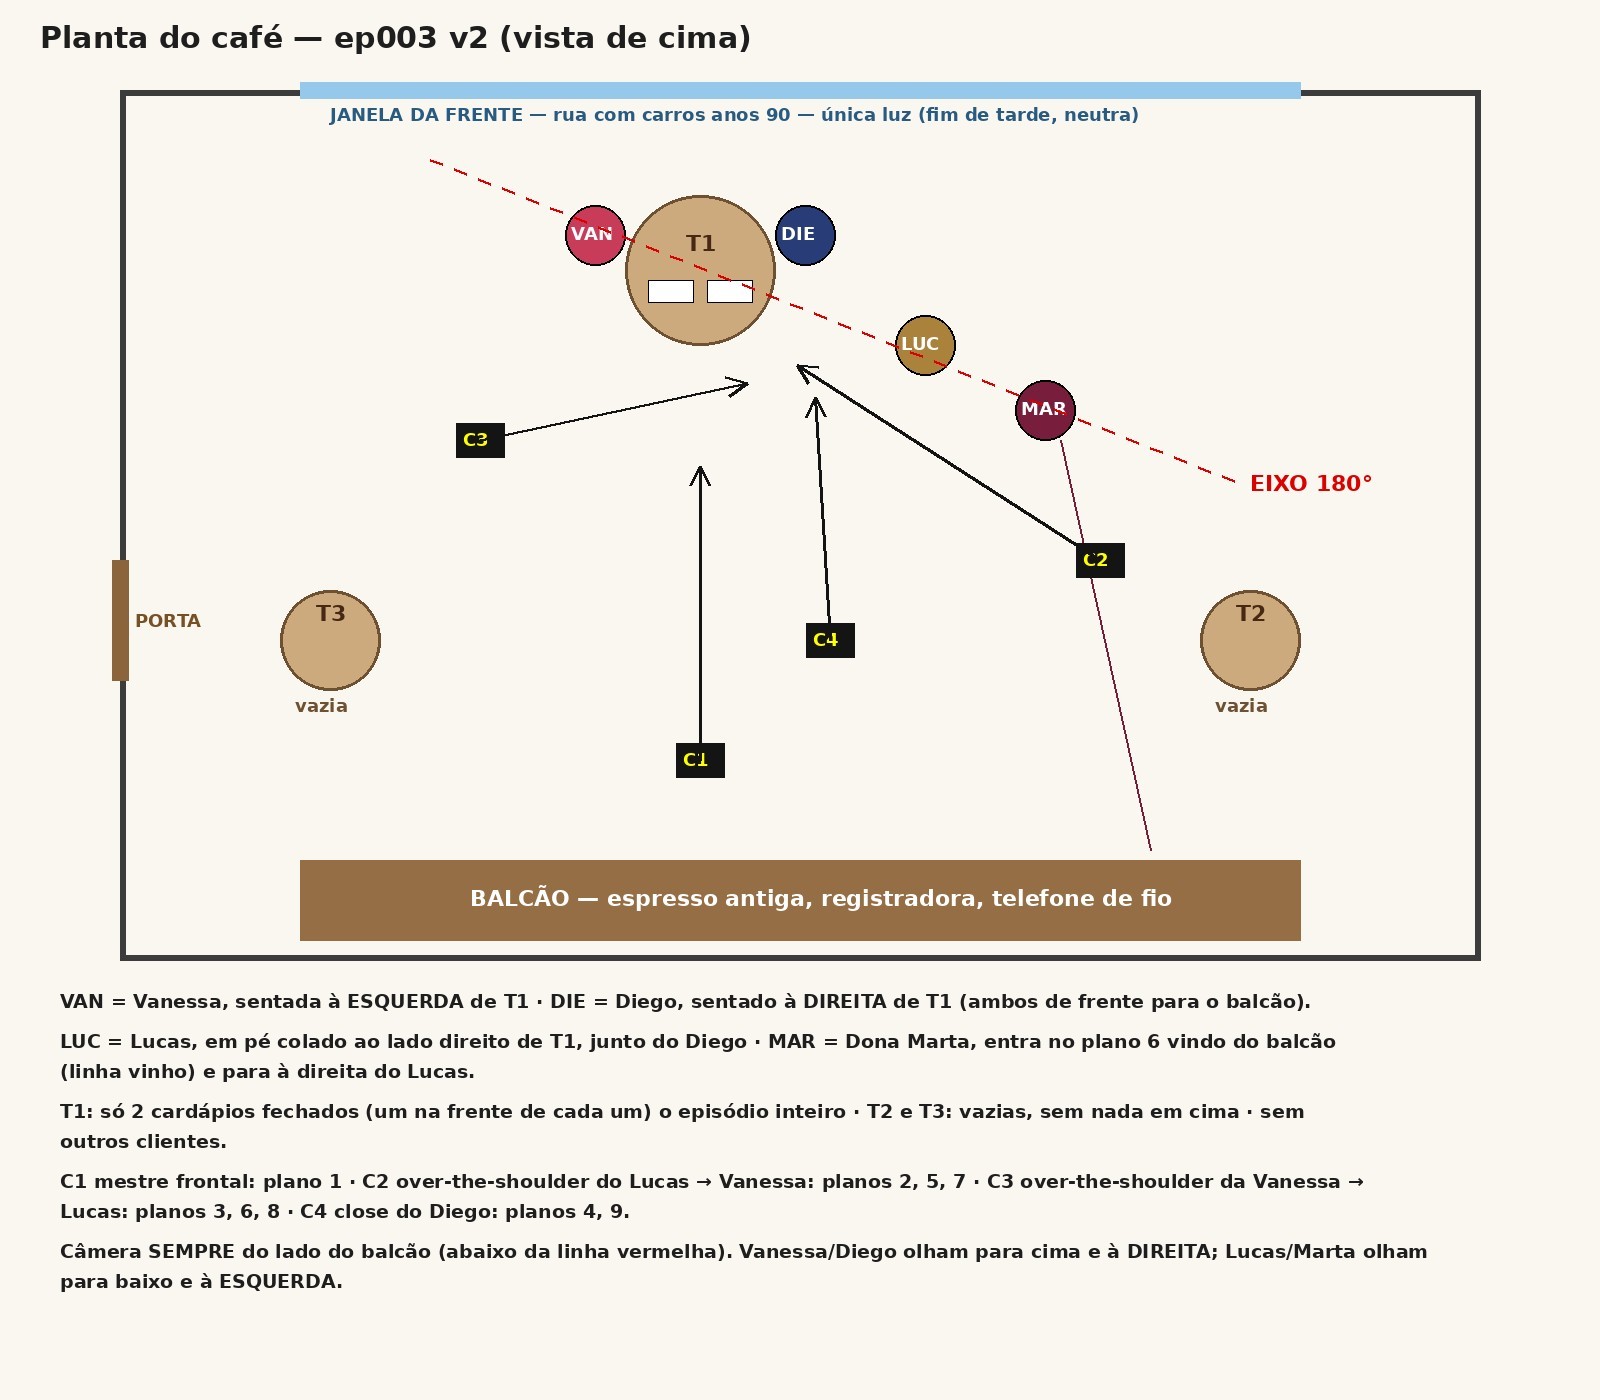 Planta do café — ep003 v2 (vista de cima)
JANELA DA FRENTE — rua com carros anos 90 — única luz (fim de tarde, neutra)
VAN
T1
DIE
LUC
MAR
C3
EIXO 180°
C2
PORTA
T3
C4
T2
vazia
vazia
C1
BALCÃO — espresso antiga, registradora, telefone de fio
VAN = Vanessa, sentada à ESQUERDA de T1 · DIE = Diego, sentado à DIREITA de T1 (ambos de frente para o balcão).
LUC = Lucas, em pé colado ao lado direito de T1, junto do Diego · MAR = Dona Marta, entra no plano 6 vindo do balcão
(linha vinho) e para à direita do Lucas.
T1: só 2 cardápios fechados (um na frente de cada um) o episódio inteiro · T2 e T3: vazias, sem nada em cima · sem
outros clientes.
C1 mestre frontal: plano 1 · C2 over-the-shoulder do Lucas → Vanessa: planos 2, 5, 7 · C3 over-the-shoulder da Vanessa →
Lucas: planos 3, 6, 8 · C4 close do Diego: planos 4, 9.
Câmera SEMPRE do lado do balcão (abaixo da linha vermelha). Vanessa/Diego olham para cima e à DIREITA; Lucas/Marta olham
para baixo e à ESQUERDA.